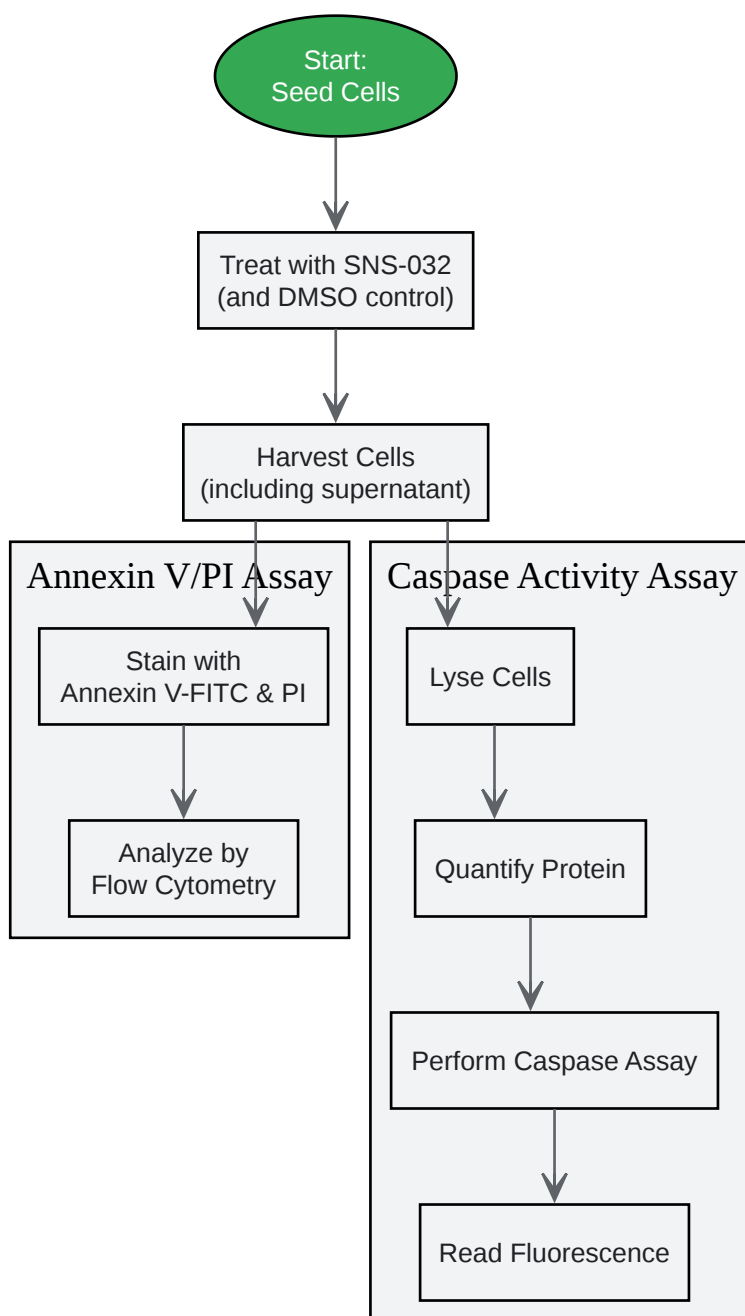 Start:
Seed Cells
Treat with SNS-032
(and DMSO control)
Harvest Cells
(including supernatant)
Annexin V/PI Assay
Stain with
Annexin V-FITC & PI
Analyze by
Flow Cytometry
Caspase Activity Assay
Lyse Cells
Quantify Protein
Perform Caspase Assay
Read Fluorescence